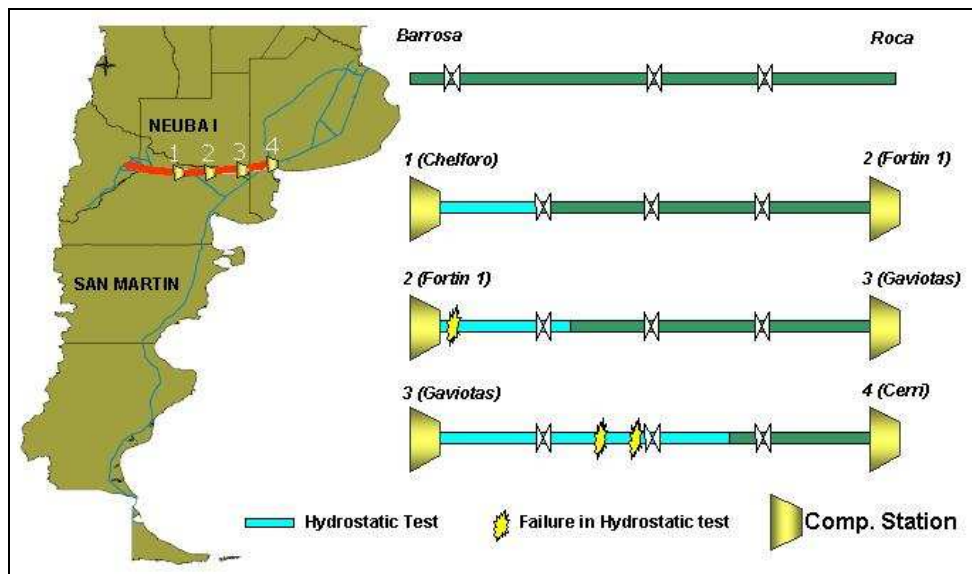 Barrosa
Roca
NEUBA I
1 2 3 4
1 (Chelforo)
2 (Fortin 1)
SAN MARTIN
2 (Fortin 1)
3 (Gaviotas)
3 (Gaviotas)
4 (Cerri)
Hydrostatic Test
Failure in Hydrostatic test
Comp. Station